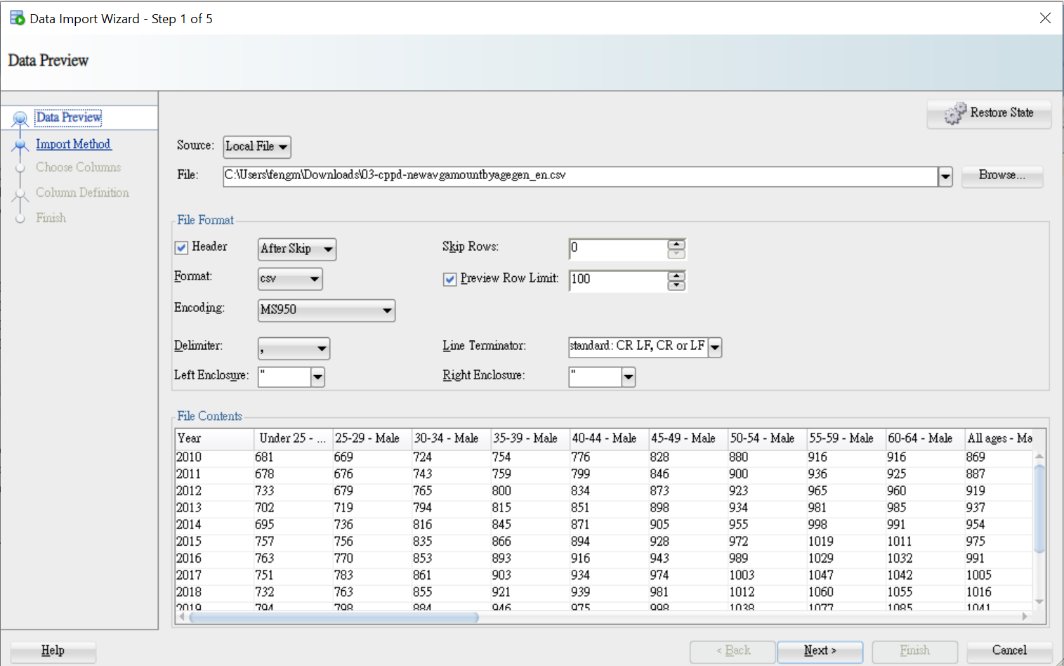 Data Import Wizard - Step 1 of 5
Data Preview
Data Preview
Import Method
Choose Columns
Column Definition
Finish
Restore State
Source: Local File
File: C:\Users\fengm\Downloads\03-cppd-newavgamountbyagegen_en.csv Browse...
File Format
Header After Skip Skip Rows: 0
Format: csv Preview Row Limit: 100
Encoding: MS950
Delimiter: , Line Terminator: standard: CR LF, CR or LF
Left Enclosure: " Right Enclosure: "
File Contents
Year Under 25 - ... 25-29 - Male 30-34 - Male 35-39 - Male 40-44 - Male 45-49 - Male 50-54 - Male 55-59 - Male 60-64 - Male All ages - Ma
2010 681 669 724 754 776 828 880 916 916 869
2011 678 676 743 759 799 846 900 936 925 887
2012 733 679 765 800 834 873 923 965 960 919
2013 702 719 794 815 851 898 934 981 985 937
2014 695 736 816 845 871 905 955 998 991 954
2015 757 756 835 866 894 928 972 1019 1011 975
2016 763 770 853 893 916 943 989 1029 1032 991
2017 751 783 861 903 934 974 1003 1047 1042 1005
2018 732 763 855 921 939 981 1012 1060 1055 1016
2019 794 798 884 946 975 998 1038 1077 1085 1041
Help < Back Next > Finish Cancel